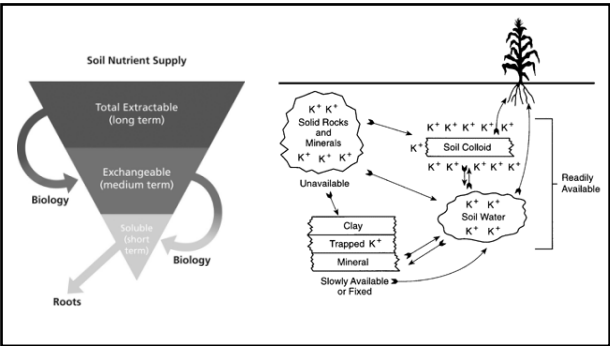 Soil Nutrient Supply
Total Extractable
(long term)
Exchangeable
(medium term)
Biology
Soluble
(short
term)
Biology
Roots
K+ K+
Solid Rocks
and
Minerals
K+ K+ K+
Unavailable
K+ K+ K+ K+ K+
K+ Soil Colloid
K+ K+ K+ K+ K+
K+ K+
Soil Water
K+ K+
Readily
Available
Clay
Trapped K+
Mineral
Slowly Available
or Fixed